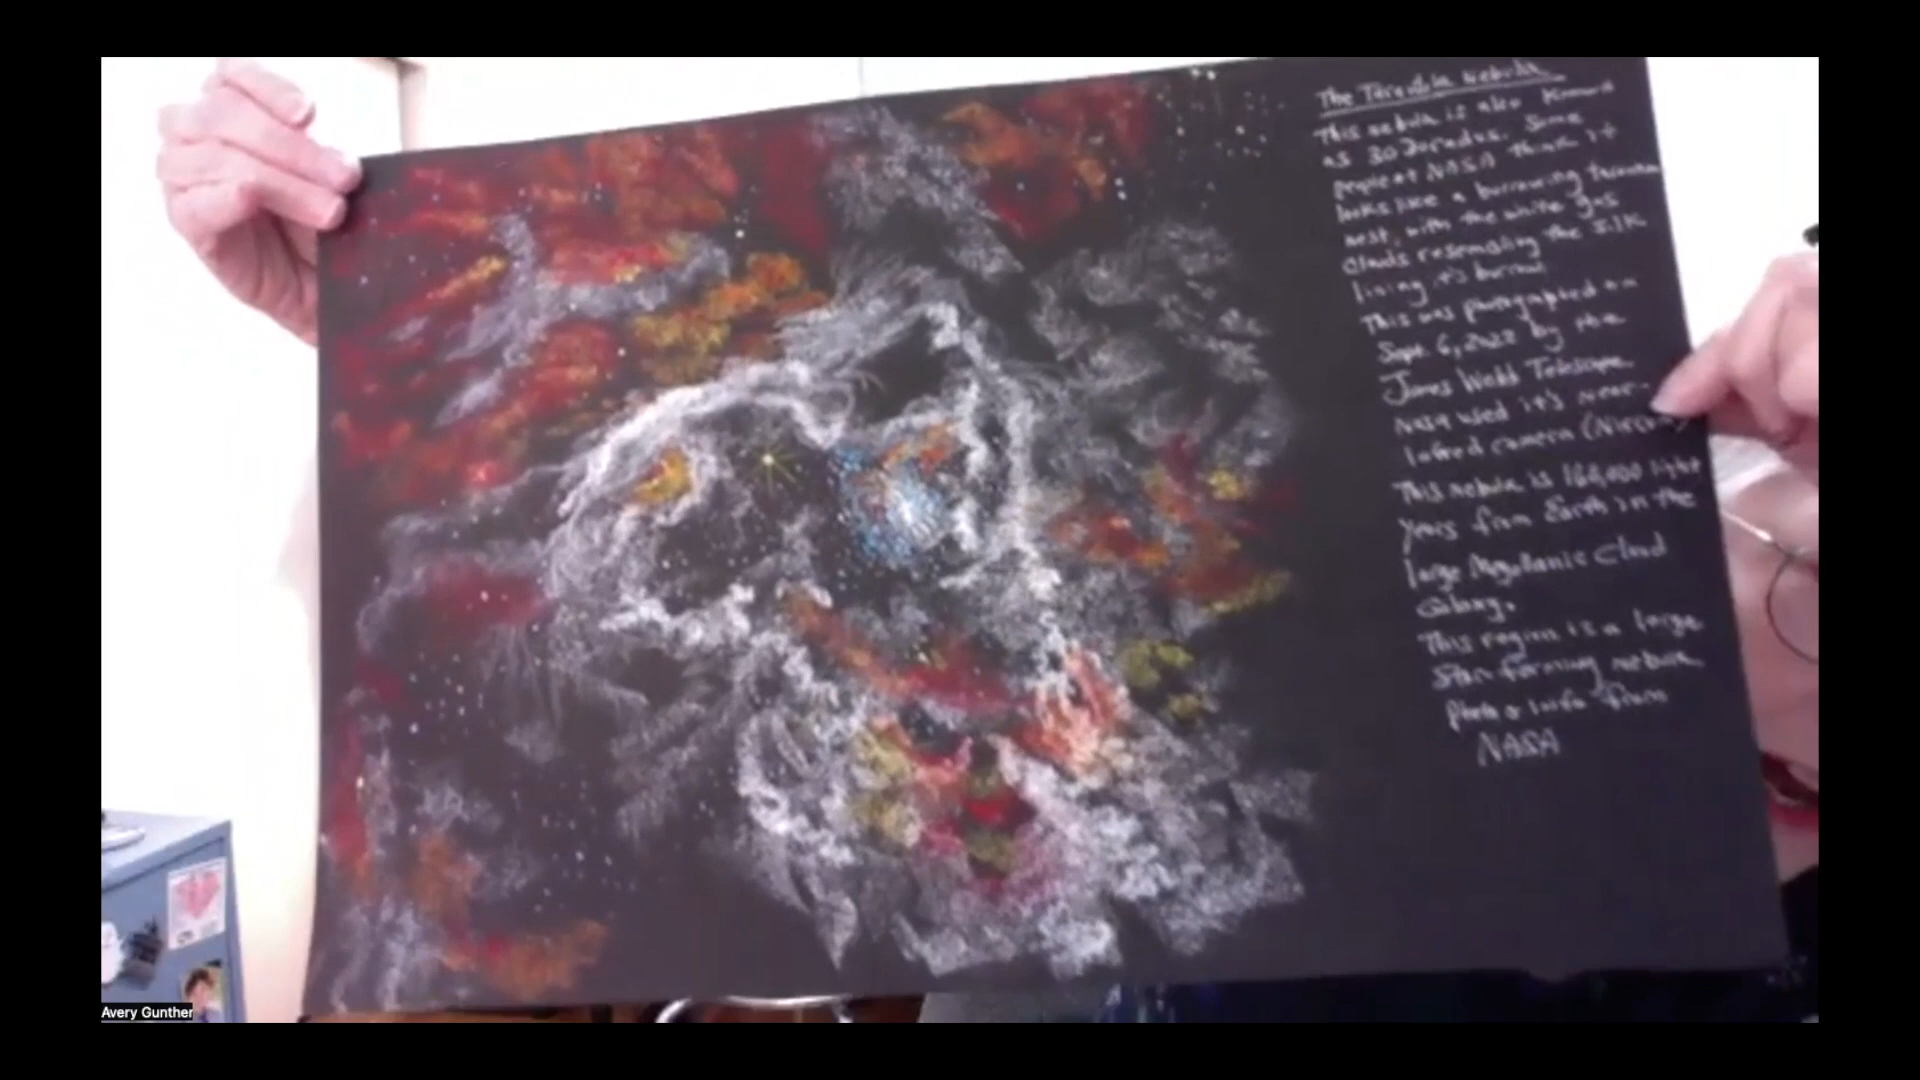 The Tarantula Nebula
This nebula is also known
as 30 Doradus. Some
people at NASA think it
looks like a burrowing tarantula
nest, with the white gas
clouds resembling the silk
lining it's burrow.
This was photographed on
Sept. 6, 2022 by the
James Webb Telescope
NASA used it's near-
infred camera
This nebula is 160,000 light
years from Earth in the
large Magellanic Cloud
Galaxy.
This region is a large
Star-forming nebula
photo & info from
NASA
Avery Gunther